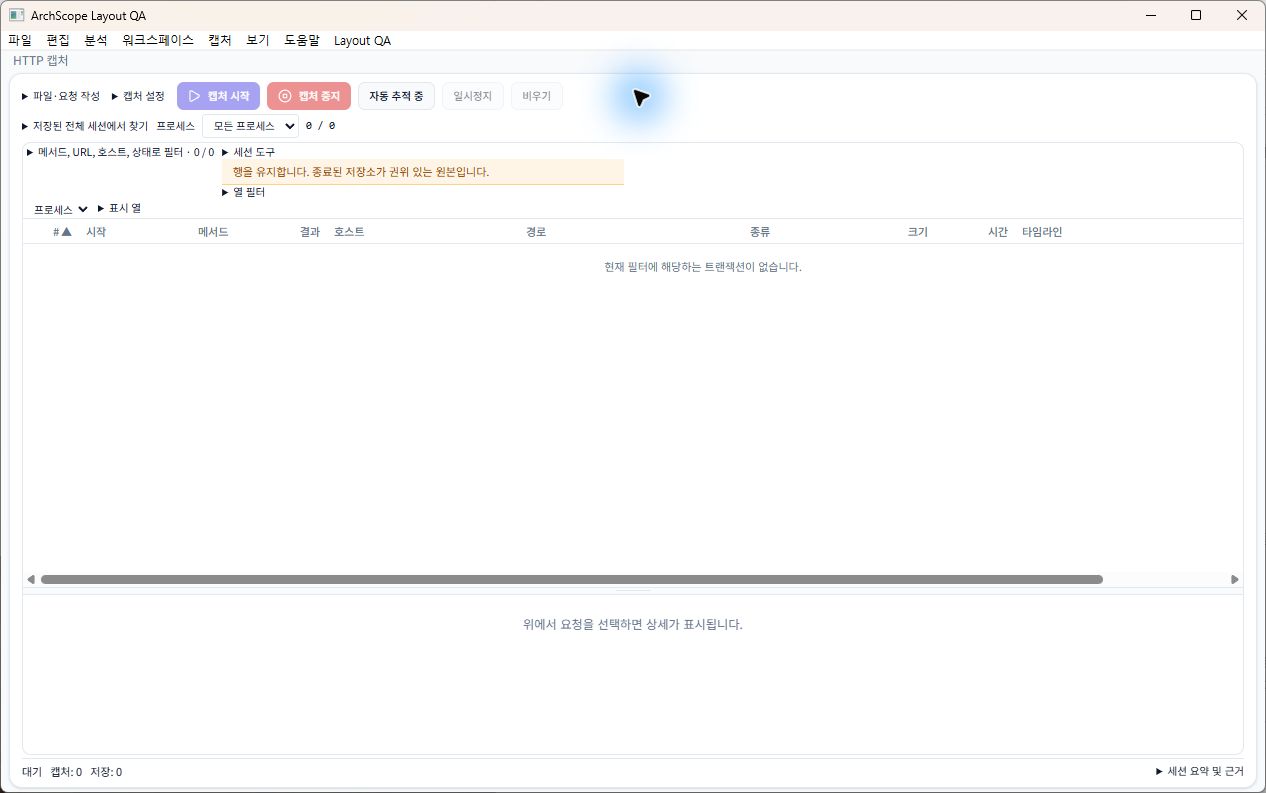 ArchScope Layout QA
파일 편집 분석 워크스페이스 캡처 보기 도움말 Layout QA
HTTP 캡처
▶ 파일·요청 작성 ▶ 캡처 설정 캡처 시작 캡처 중지 자동 추적 중 일시정지 비우기
▶ 저장된 전체 세션에서 찾기 프로세스 모든 프로세스 0 / 0
▶ 메서드, URL, 호스트, 상태로 필터 · 0 / 0 ▶ 세션 도구
행을 유지합니다. 종료된 저장소가 권위 있는 원본입니다.
▶ 열 필터
프로세스 ▶ 표시 열
# ▲ 시작 메서드 결과 호스트 경로 종류 크기 시간 타임라인
현재 필터에 해당하는 트랜잭션이 없습니다.
위에서 요청을 선택하면 상세가 표시됩니다.
대기 캡처: 0 저장: 0 ▶ 세션 요약 및 근거